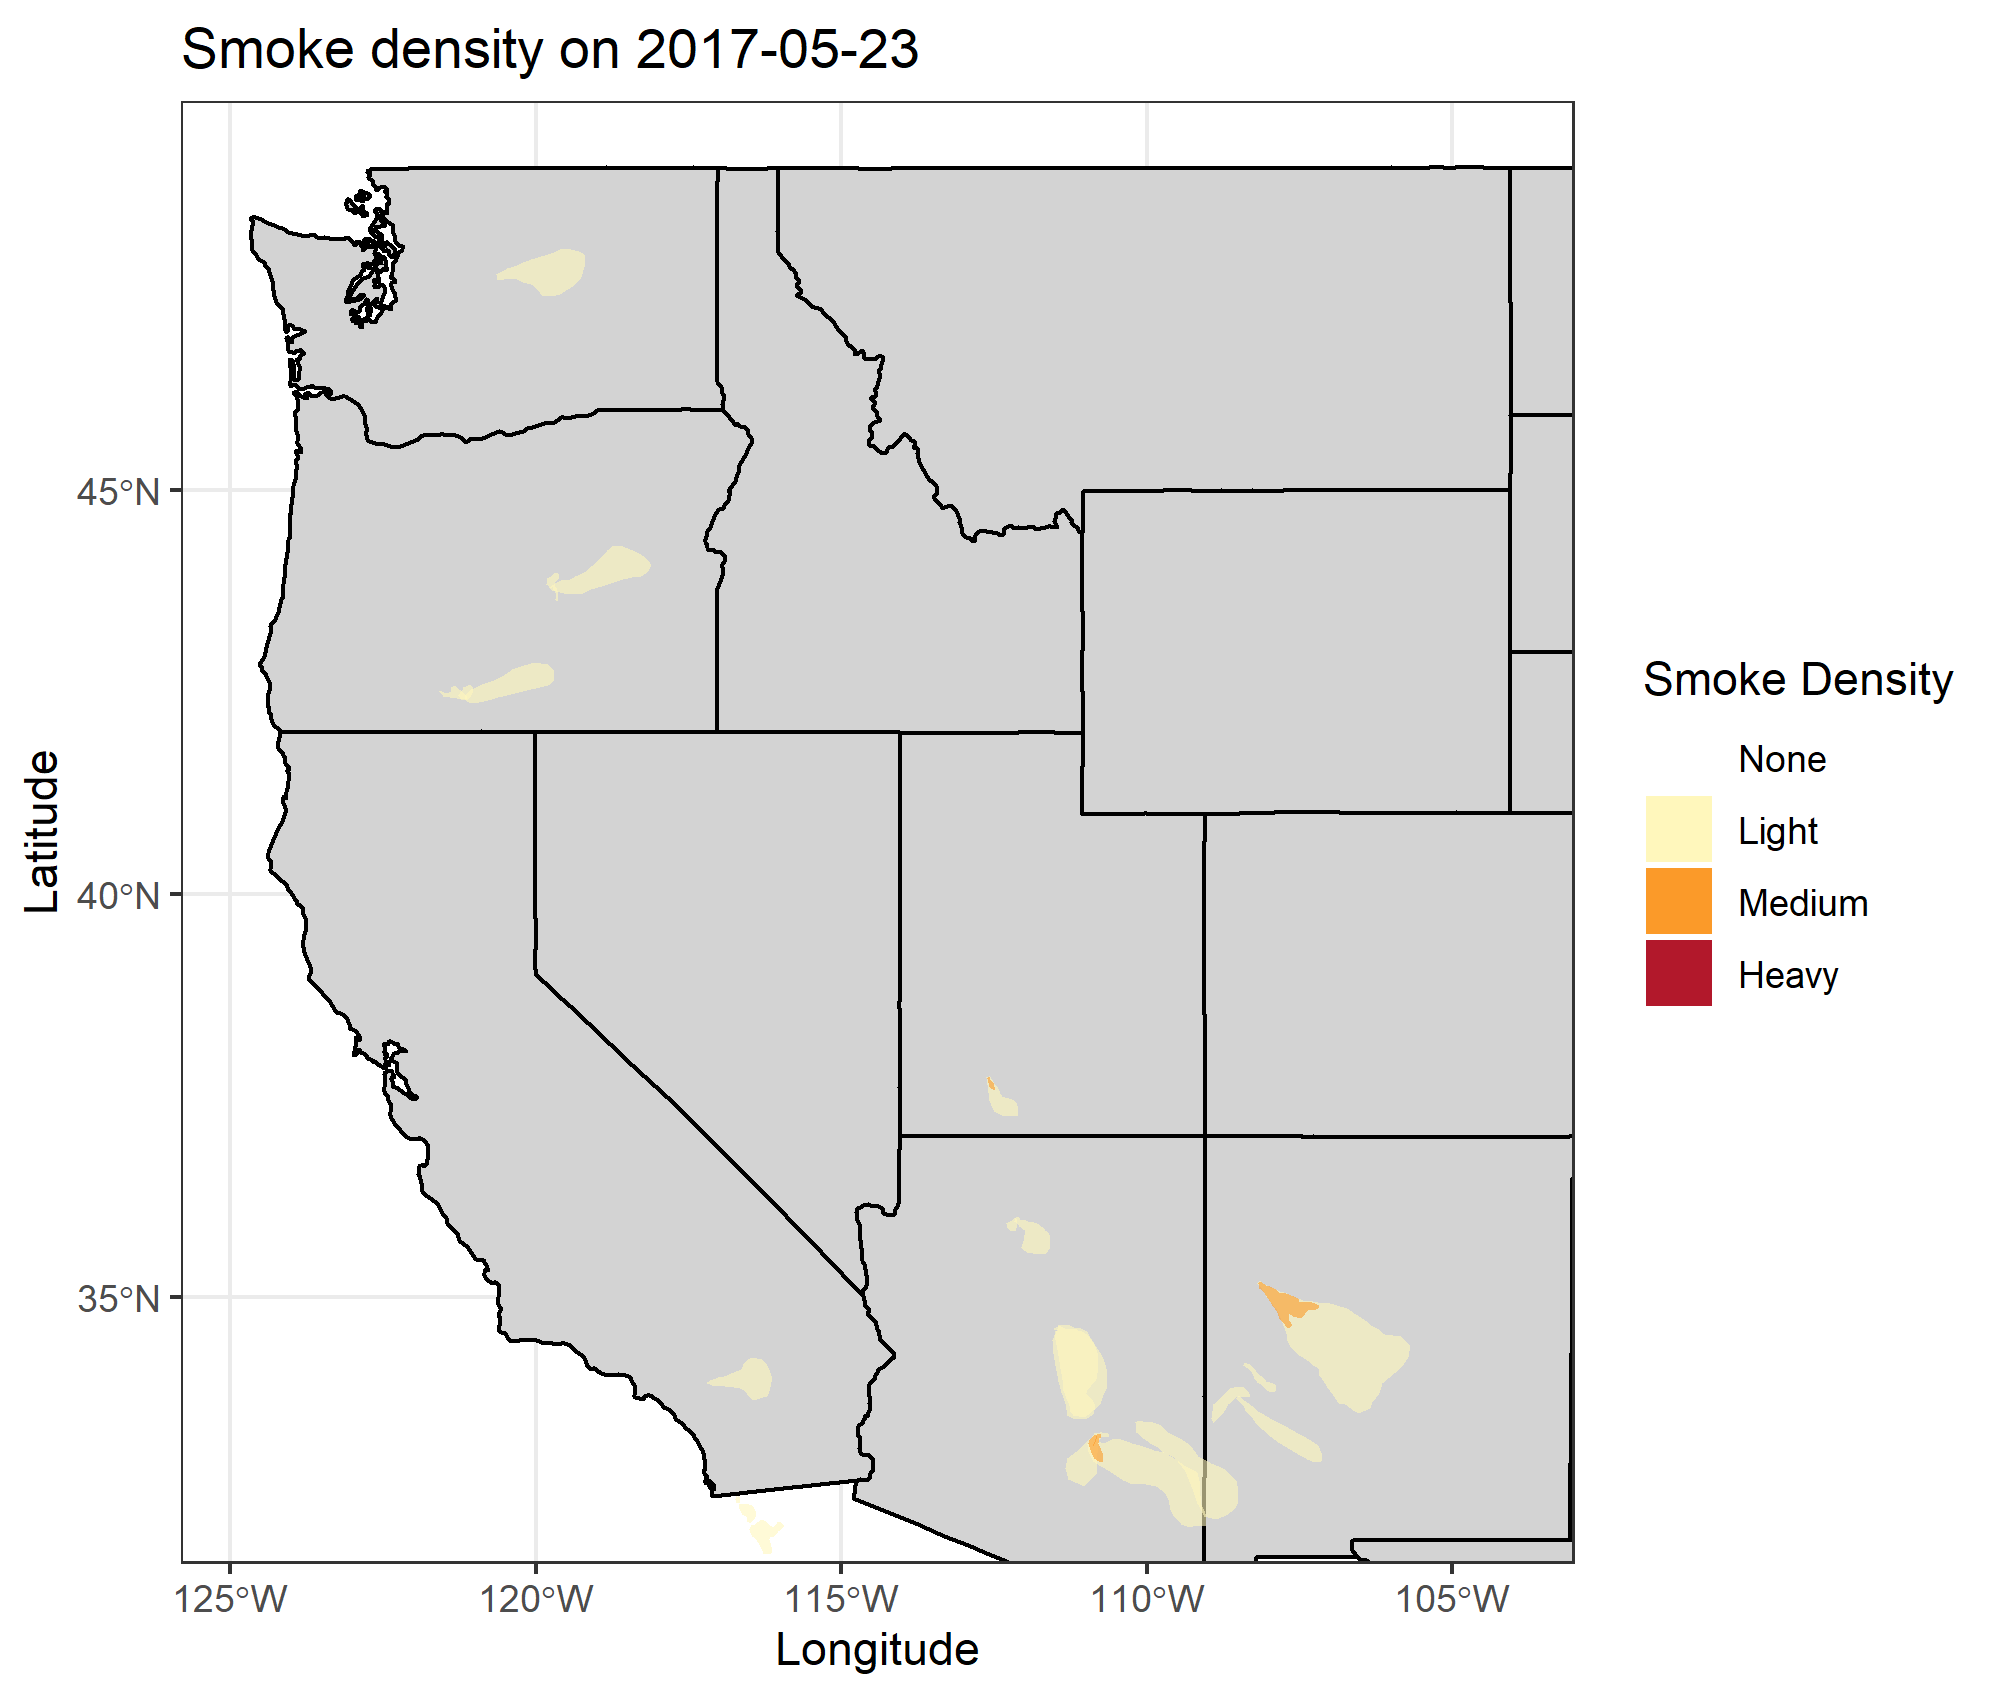 Smoke density on 2017-05-23
45°N
40°N
35°N
Latitude
125°W
120°W
115°W
110°W
105°W
Longitude
Smoke Density
None
Light
Medium
Heavy